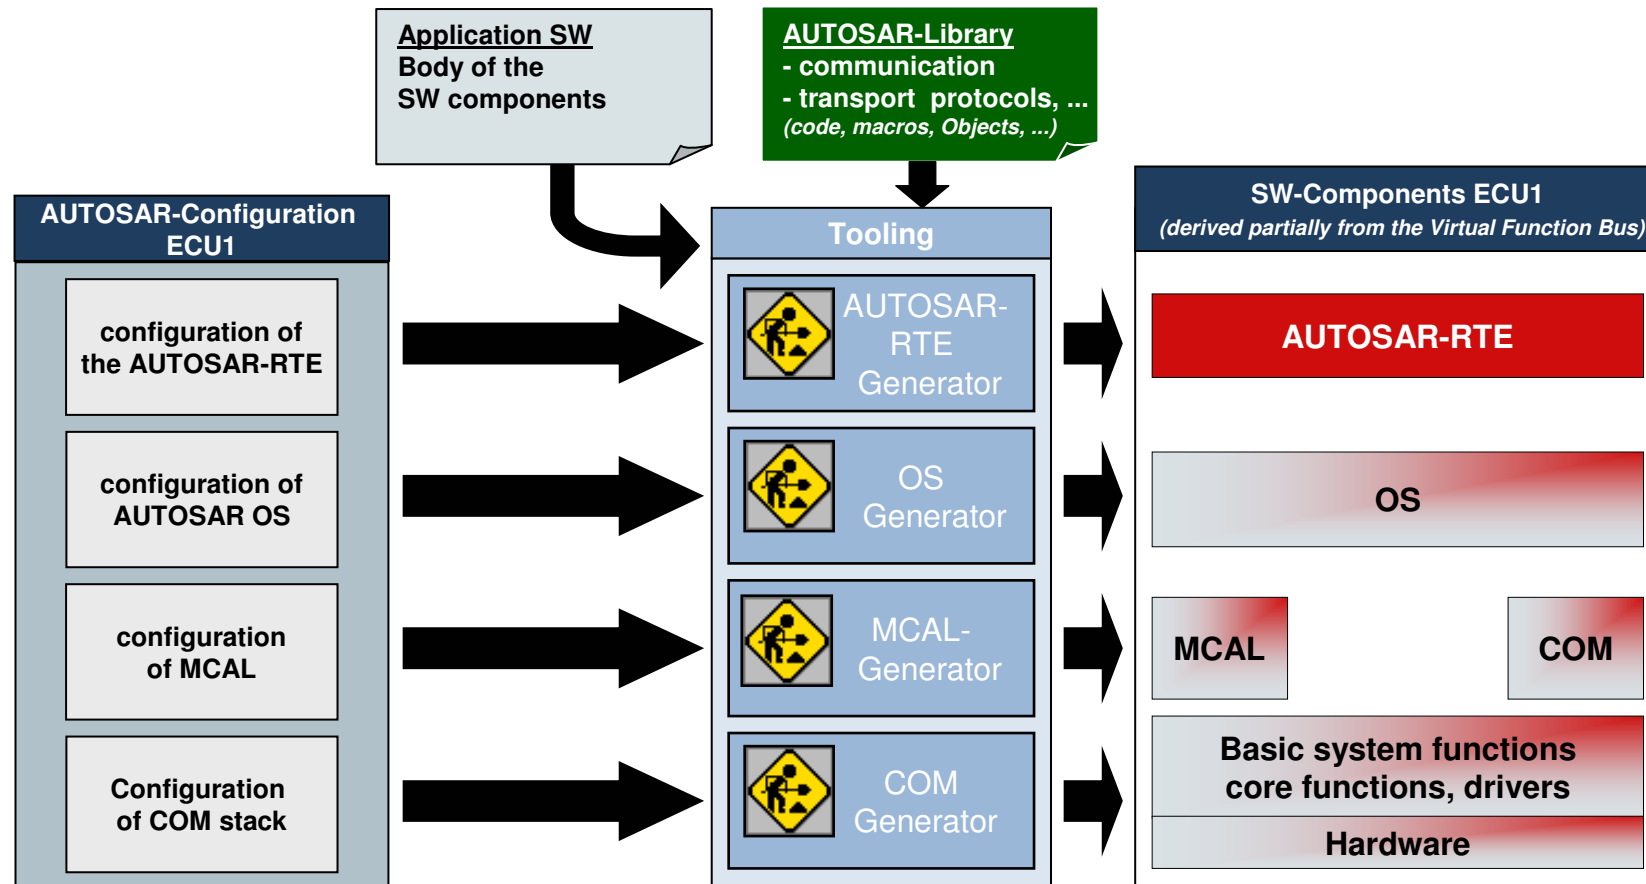 Application SW
Body of the
SW components
AUTOSAR-Library
- communication
- transport protocols, ...
(code, macros, Objects, ...)
AUTOSAR-Configuration
ECU1
configuration of
the AUTOSAR-RTE
configuration of
AUTOSAR OS
configuration
of MCAL
Configuration
of COM stack
Tooling
AUTOSAR-
RTE
Generator
OS
Generator
MCAL-
Generator
COM
Generator
SW-Components ECU1
(derived partially from the Virtual Function Bus)
AUTOSAR-RTE
OS
MCAL
COM
Basic system functions
core functions, drivers
Hardware